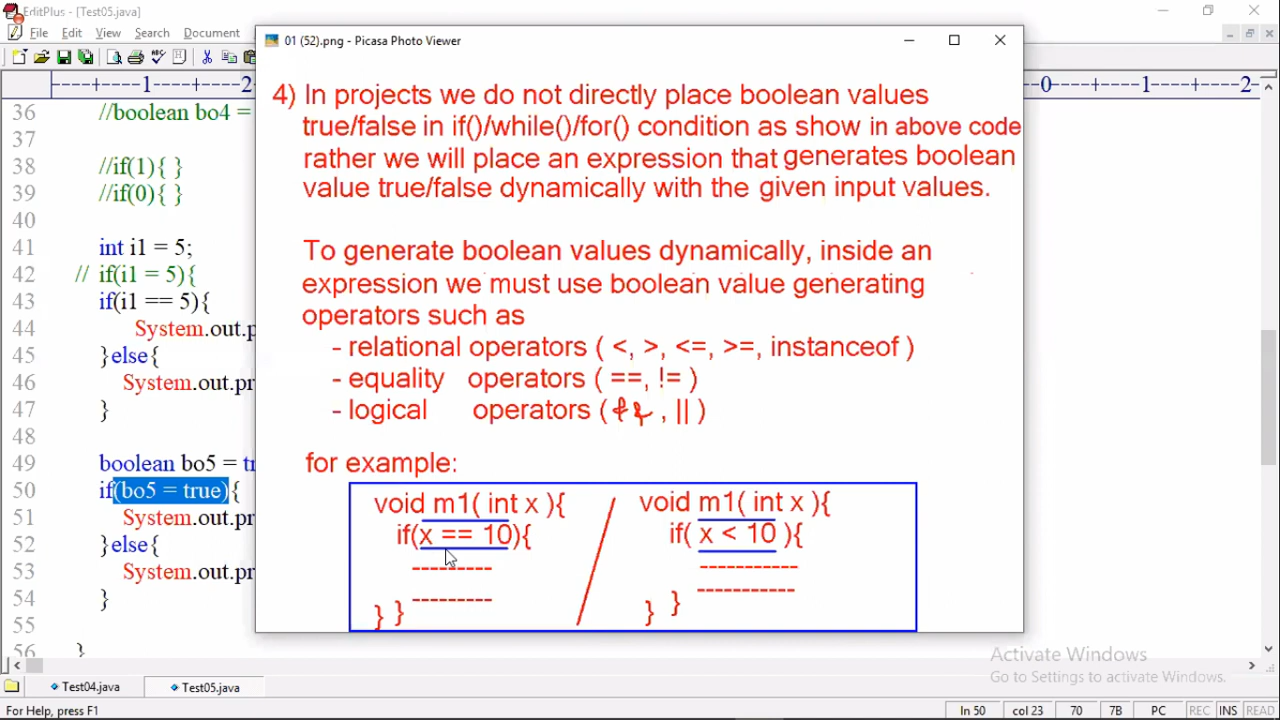 EditPlus - [Test05.java]
File Edit View Search Document
01 (52).png - Picasa Photo Viewer
----+----1----+----2
0----+----1----+----2-
4) In projects we do not directly place boolean values
true/false in if()/while()/for() condition as show in above code
rather we will place an expression that generates boolean
value true/false dynamically with the given input values.
To generate boolean values dynamically, inside an
expression we must use boolean value generating
operators such as
- relational operators ( <, >, <=, >=, instanceof )
- equality operators ( ==, != )
- logical operators ( && , || )
for example:
void m1( int x ){
if(x == 10){
---------
---------
} }
void m1( int x ){
if( x < 10 ){
-----------
-----------
} }
36 //boolean bo4 =
37
38 //if(1){ }
39 //if(0){ }
40
41 int i1 = 5;
42 // if(i1 = 5){
43 if(i1 == 5){
44 System.out.pr
45 }else{
46 System.out.pr
47 }
48
49 boolean bo5 = tr
50 if(bo5 = true){
51 System.out.pr
52 }else{
53 System.out.pr
54 }
55
56 }
Activate Windows
Go to Settings to activate Windows.
Test04.java Test05.java
For Help, press F1 ln 50 col 23 70 7B PC REC INS READ